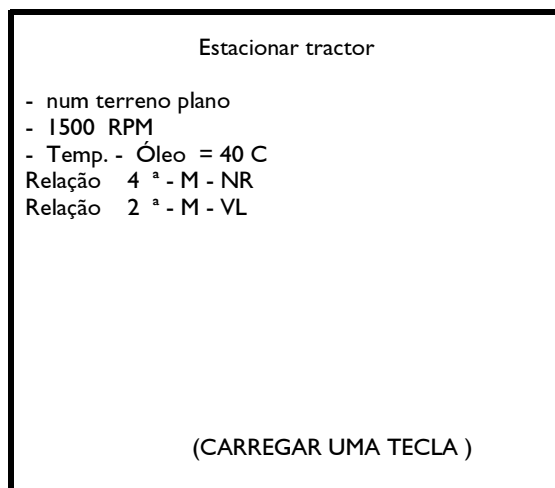 Estacionar tractor
- num terreno plano
- 1500 RPM
- Temp. - Óleo = 40 C
Relação 4 ª - M - NR
Relação 2 ª - M - VL
(CARREGAR UMA TECLA )